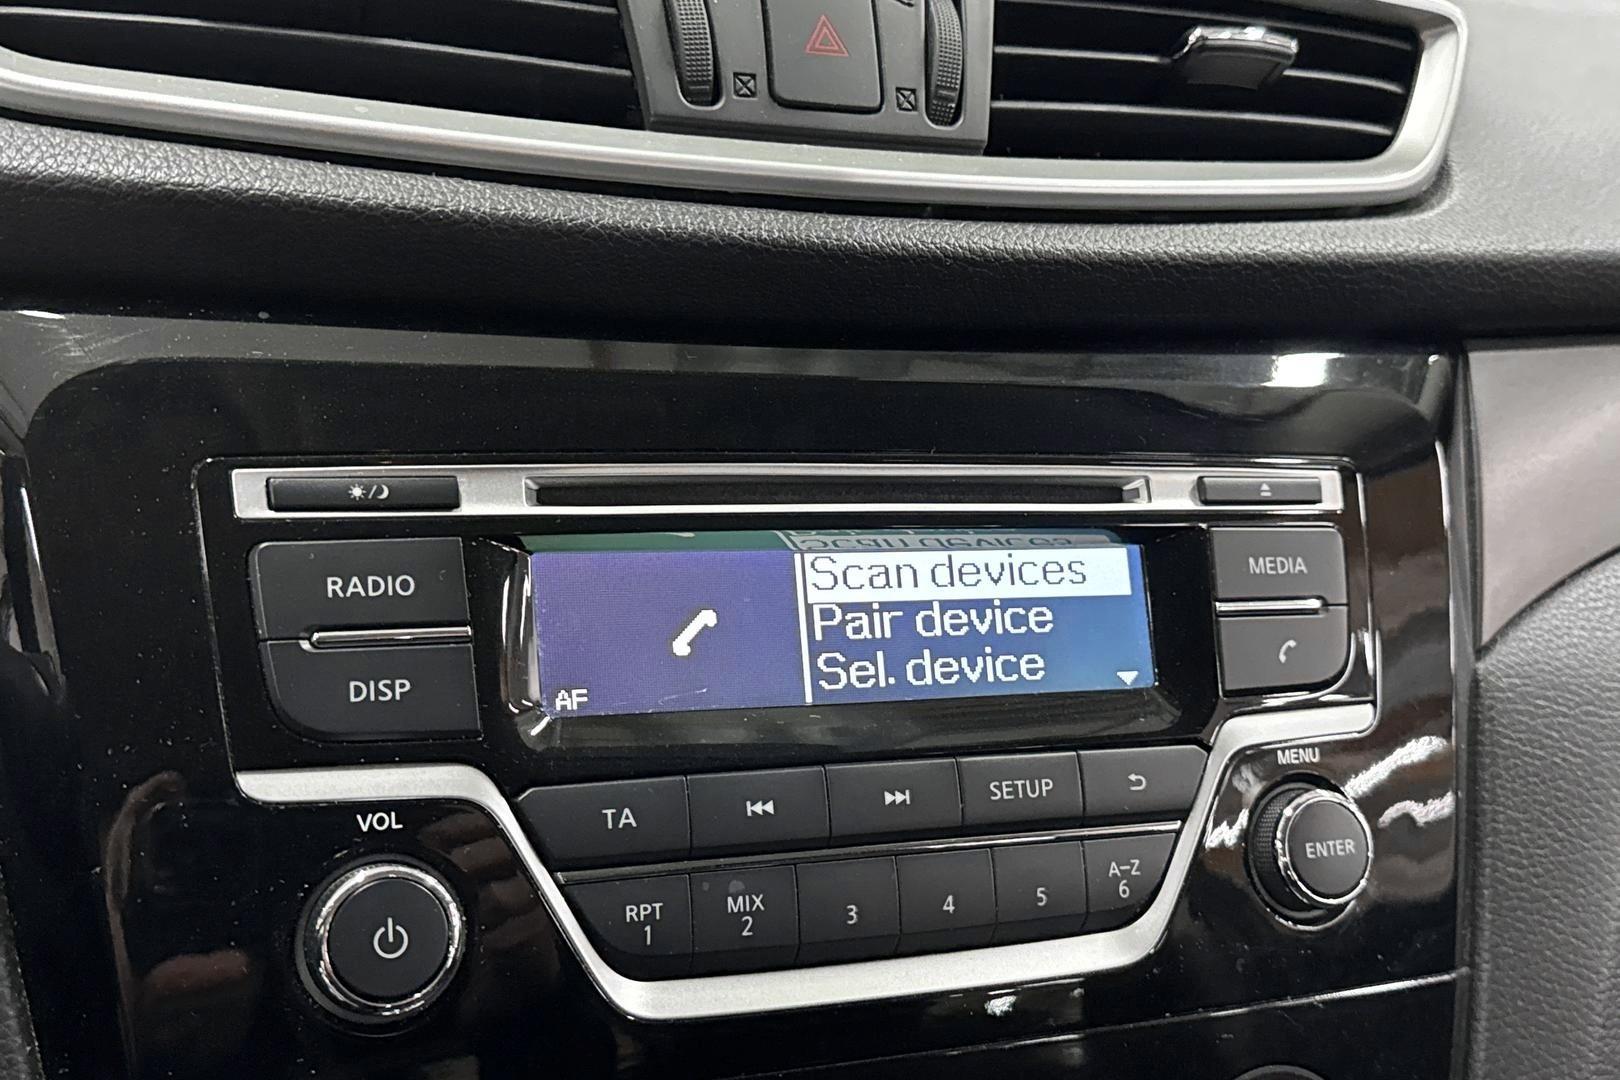 RADIO
DISP
Scan devices
Pair device
Sel. device
AF
MEDIA
VOL
TA
SETUP
MENU
ENTER
RPT
1
MIX
2
3
4
5
A-Z
6